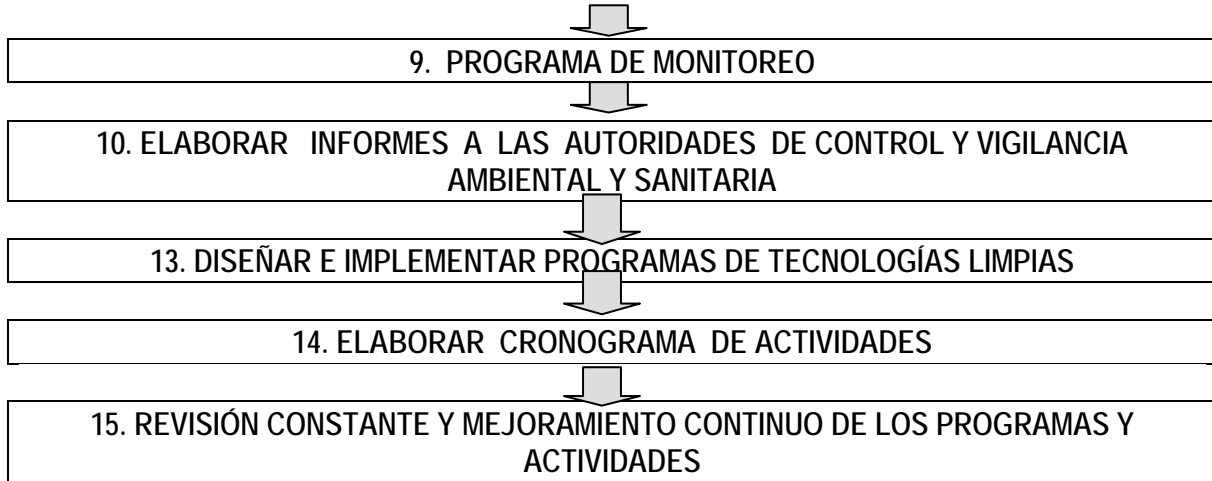 9. PROGRAMA DE MONITOREO
10. ELABORAR INFORMES A LAS AUTORIDADES DE CONTROL Y VIGILANCIA
AMBIENTAL Y SANITARIA
13. DISEÑAR E IMPLEMENTAR PROGRAMAS DE TECNOLOGÍAS LIMPIAS
14. ELABORAR CRONOGRAMA DE ACTIVIDADES
15. REVISIÓN CONSTANTE Y MEJORAMIENTO CONTINUO DE LOS PROGRAMAS Y
ACTIVIDADES